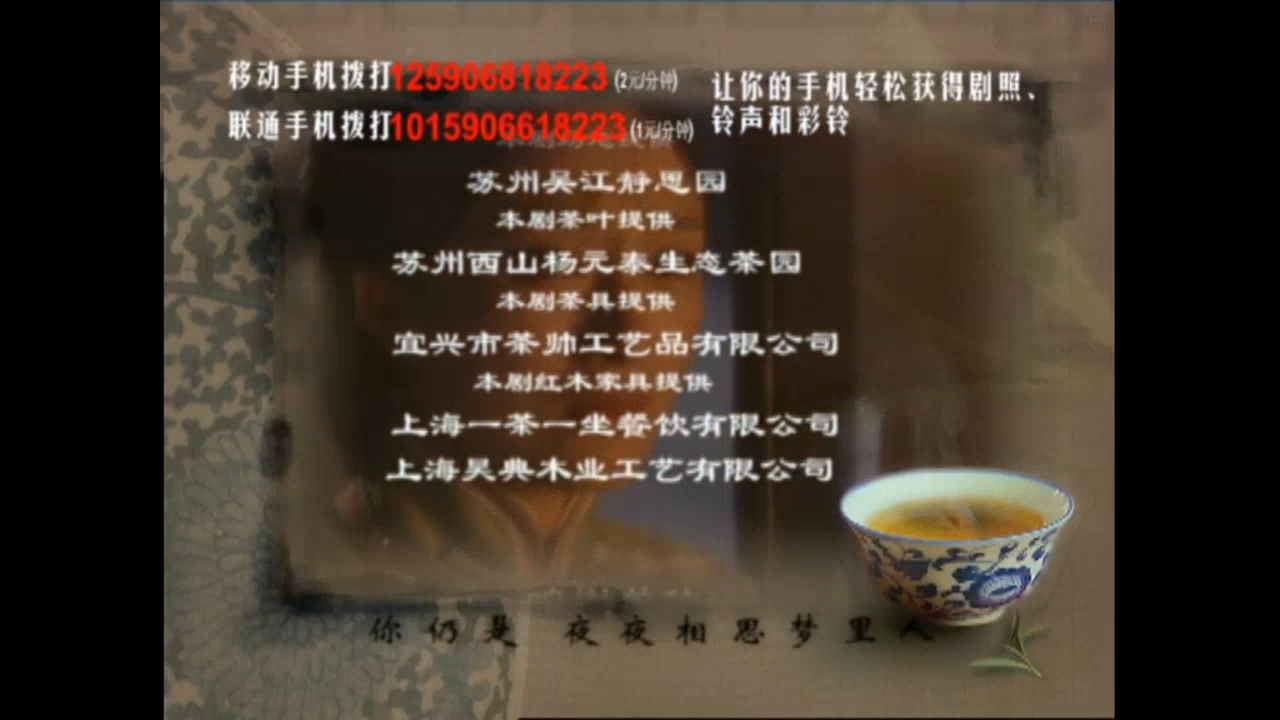 移动手机拨打125906818223(2元/分钟)
联通手机拨打1015906618223(1元/分钟)
让你的手机轻松获得剧照、
铃声和彩铃
苏州吴江静思园
本剧茶叶提供
苏州西山杨元泰生态茶园
本剧茶具提供
宜兴市茶帅工艺品有限公司
本剧红木家具提供
上海一茶一坐餐饮有限公司
上海昊典木业工艺有限公司
你仍是 夜夜相思梦里人